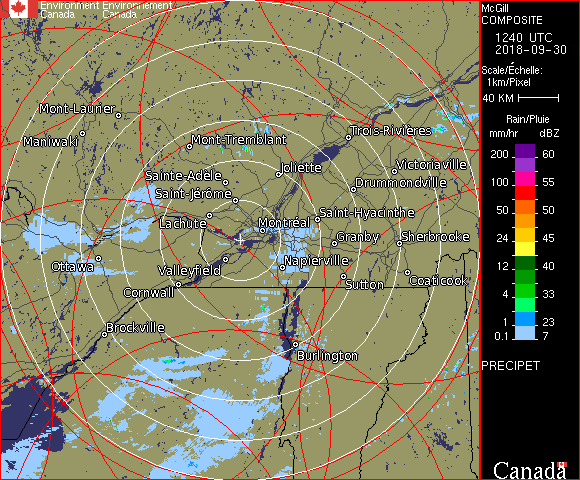 Environment Environnement
Canada Canada
McGill
COMPOSITE
1240 UTC
2018-09-30
Scale/Échelle:
1km/Pixel
40 KM
Rain/Pluie
mm/hr dBZ
200 60
100 55
50 50
24 45
12 40
4 33
1 23
0.1 7
PRECIPET
Canada
Mont-Laurier
Maniwaki
Mont-Tremblant
Trois-Rivières
Sainte-Adèle
Joliette
Victoriaville
Saint-Jérôme
Drummondville
Lachute
Montréal
Saint-Hyacinthe
Granby
Sherbrooke
Ottawa
Valleyfield
Napierville
Cornwall
Sutton
Coaticook
Brockville
Burlington